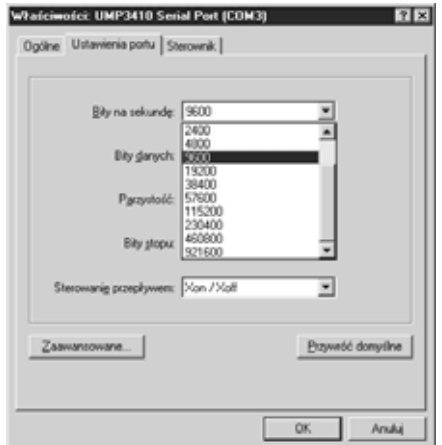 Właściwości: UMP3410 Serial Port (COM3)
Ogólne Ustawienia portu Sterownik
Bity na sekundę: 9600
2400
4800
Bity danych: 9600
19200
38400
Parzystość: 57600
115200
230400
Bity stopu: 460800
921600
Sterowanie przepływem: Xon / Xoff
Zaawansowane... Przywróć domyślne
OK Anuluj